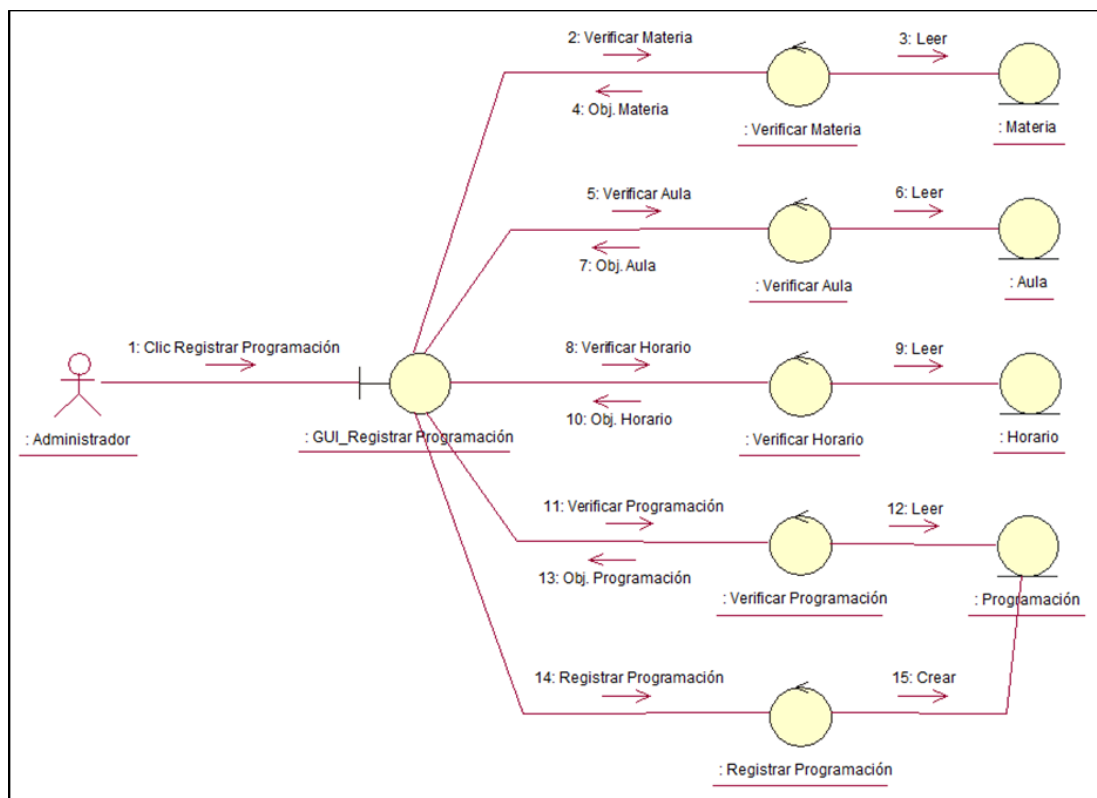 2: Verificar Materia
3: Leer
4: Obj. Materia
: Verificar Materia
: Materia
5: Verificar Aula
6: Leer
7: Obj. Aula
: Verificar Aula
: Aula
1: Clic Registrar Programación
8: Verificar Horario
9: Leer
10: Obj. Horario
: Administrador
: GUI_Registrar Programación
: Verificar Horario
: Horario
11: Verificar Programación
12: Leer
13: Obj. Programación
: Verificar Programación
: Programación
14: Registrar Programación
15: Crear
: Registrar Programación